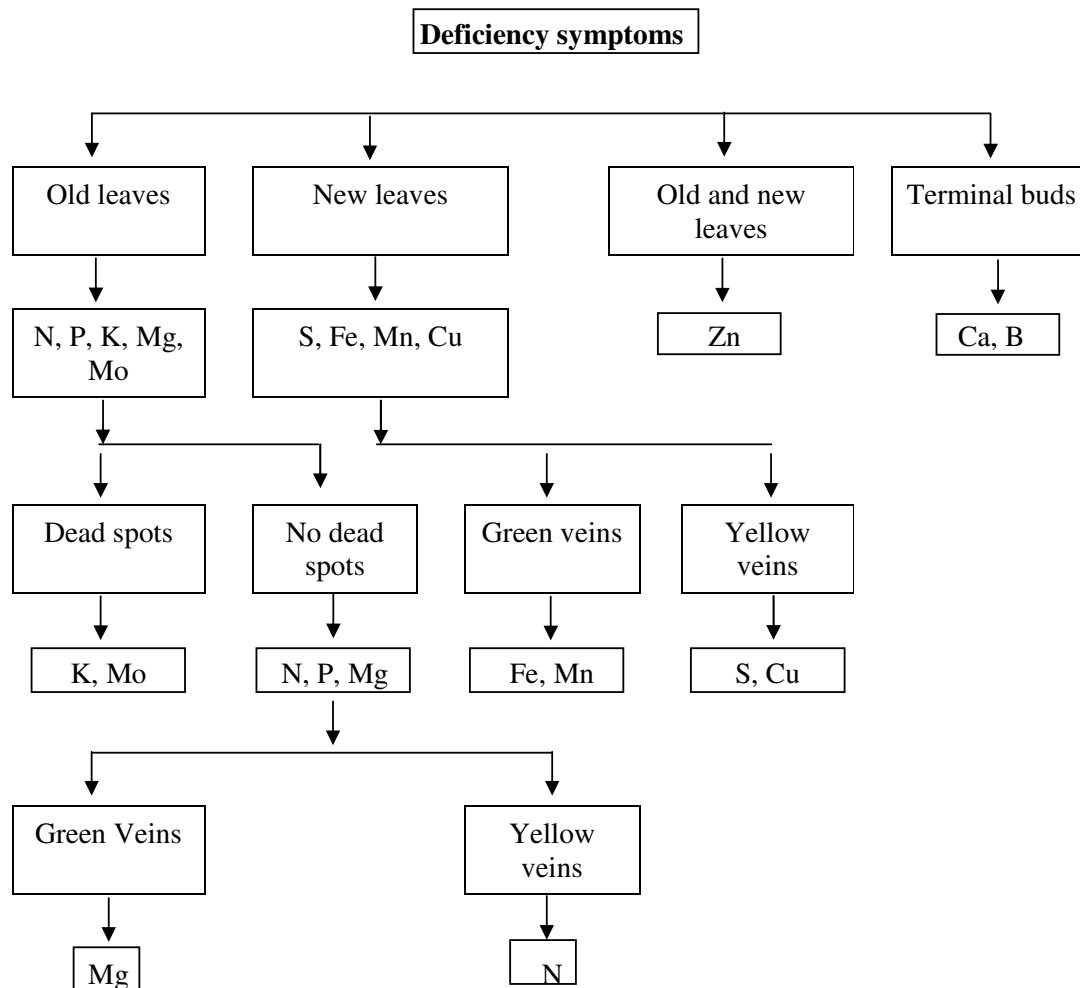 Deficiency symptoms
Old leaves
New leaves
Old and new
leaves
Terminal buds
N, P, K, Mg,
Mo
S, Fe, Mn, Cu
Zn
Ca, B
Dead spots
No dead
spots
Green veins
Yellow
veins
K, Mo
N, P, Mg
Fe, Mn
S, Cu
Green Veins
Yellow
veins
Mg
N